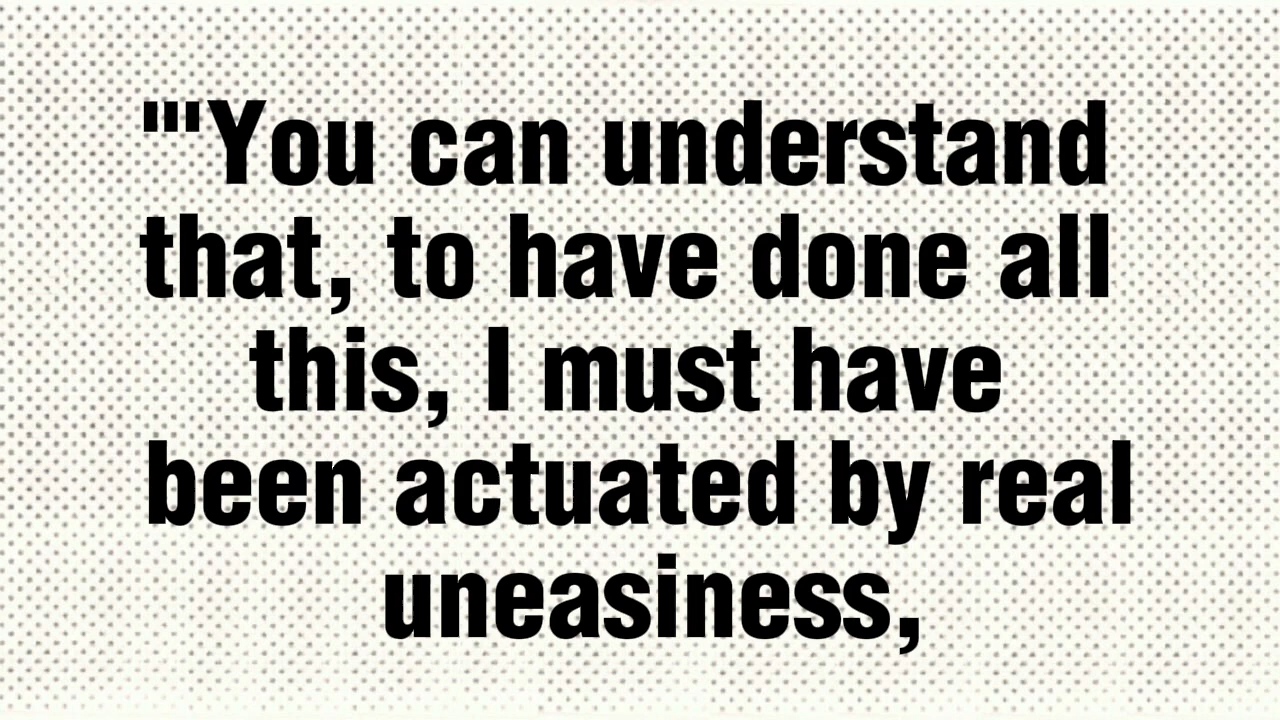 "'You can understand
that, to have done all
this, I must have
been actuated by real
uneasiness,